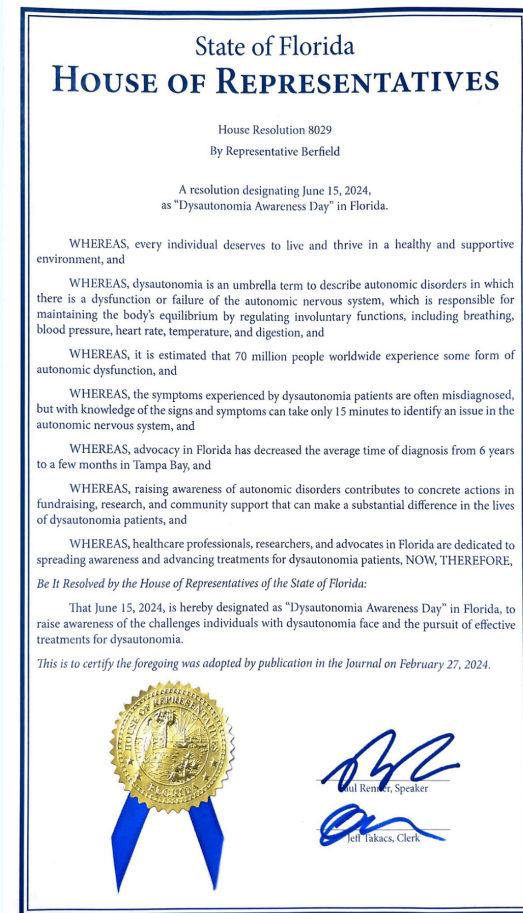 State of Florida
HOUSE OF REPRESENTATIVES
House Resolution 8029
By Representative Berfield
A resolution designating June 15, 2024,
as “Dysautonomia Awareness Day” in Florida.
WHEREAS, every individual deserves to live and thrive in a healthy and supportive
environment, and
WHEREAS, dysautonomia is an umbrella term to describe autonomic disorders in which
there is a dysfunction or failure of the autonomic nervous system, which is responsible for
maintaining the body’s equilibrium by regulating involuntary functions, including breathing,
blood pressure, heart rate, temperature, and digestion, and
WHEREAS, it is estimated that 70 million people worldwide experience some form of
autonomic dysfunction, and
WHEREAS, the symptoms experienced by dysautonomia patients are often misdiagnosed,
but with knowledge of the signs and symptoms can take only 15 minutes to identify an issue in the
autonomic nervous system, and
WHEREAS, advocacy in Florida has decreased the average time of diagnosis from 6 years
to a few months in Tampa Bay, and
WHEREAS, raising awareness of autonomic disorders contributes to concrete actions in
fundraising, research, and community support that can make a substantial difference in the lives
of dysautonomia patients, and
WHEREAS, healthcare professionals, researchers, and advocates in Florida are dedicated to
spreading awareness and advancing treatments for dysautonomia patients, NOW, THEREFORE,
Be It Resolved by the House of Representatives of the State of Florida:
That June 15, 2024, is hereby designated as “Dysautonomia Awareness Day” in Florida, to
raise awareness of the challenges individuals with dysautonomia face and the pursuit of effective
treatments for dysautonomia.
This is to certify the foregoing was adopted by publication in the Journal on February 27, 2024.
HOUSE OF REPRESENTATIVES
FLORIDA
Paul Renner, Speaker
Jeff Takacs, Clerk